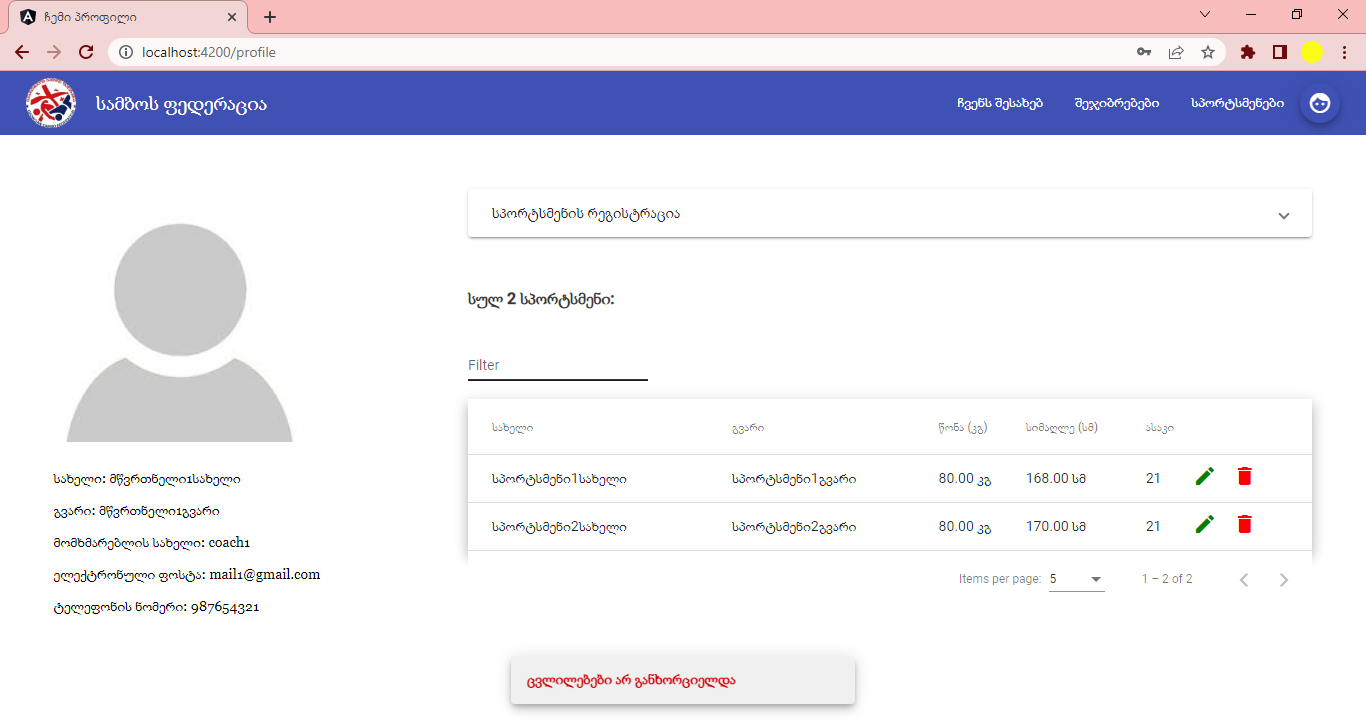 ჩემი პროფილი
localhost:4200/profile
სამბოს ფედერაცია
ჩვენს შესახებ
შეჯიბრებები
სპორტსმენები
სპორტსმენის რეგისტრაცია
სულ 2 სპორტსმენი:
Filter
სახელი გვარი წონა (კგ) სიმაღლე (სმ) ასაკი
სპორტსმენი1სახელი სპორტსმენი1გვარი 80.00 კგ 168.00 სმ 21
სპორტსმენი2სახელი სპორტსმენი2გვარი 80.00 კგ 170.00 სმ 21
Items per page: 5 1 – 2 of 2
სახელი: მწვრთნელი1სახელი
გვარი: მწვრთნელი1გვარი
მომხმარებლის სახელი: coach1
ელექტრონული ფოსტა: mail1@gmail.com
ტელეფონის ნომერი: 987654321
ცვლილებები არ განხორციელდა